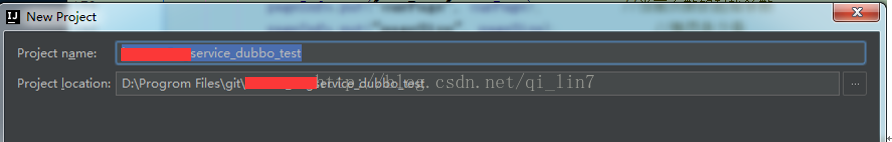 New Project
Project name: service_dubbo_test
Project location: D:\Progrom Files\git\service_dubbo_test ...
http://blog.csdn.net/qi_lin7